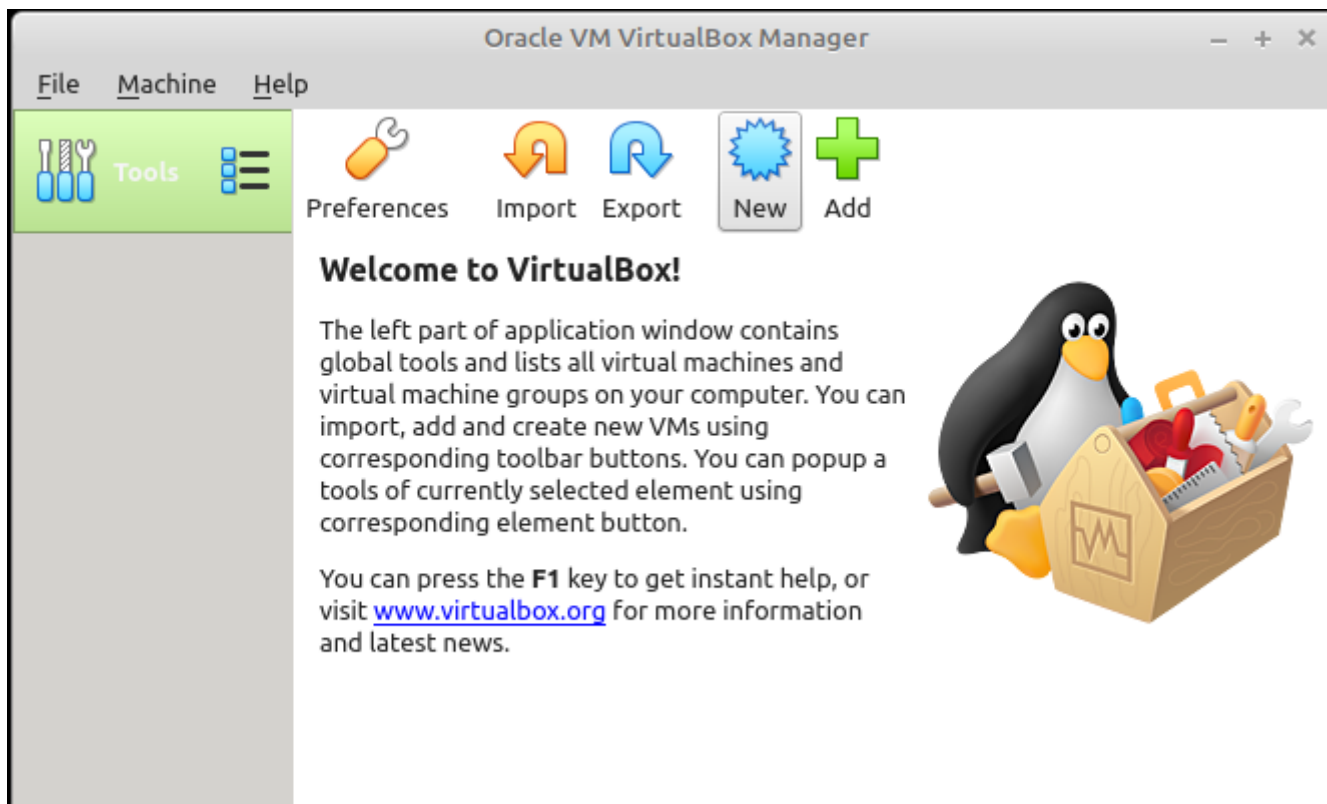 Oracle VM VirtualBox Manager
File Machine Help
Tools
Preferences Import Export New Add
Welcome to VirtualBox!
The left part of application window contains
global tools and lists all virtual machines and
virtual machine groups on your computer. You can
import, add and create new VMs using
corresponding toolbar buttons. You can popup a
tools of currently selected element using
corresponding element button.
You can press the F1 key to get instant help, or
visit www.virtualbox.org for more information
and latest news.
VM